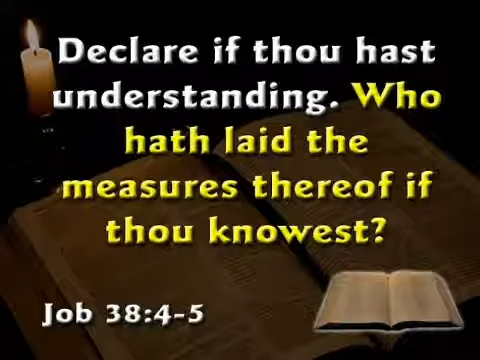 Declare if thou hast
understanding. Who
hath laid the
measures thereof if
thou knowest?
Job 38:4-5